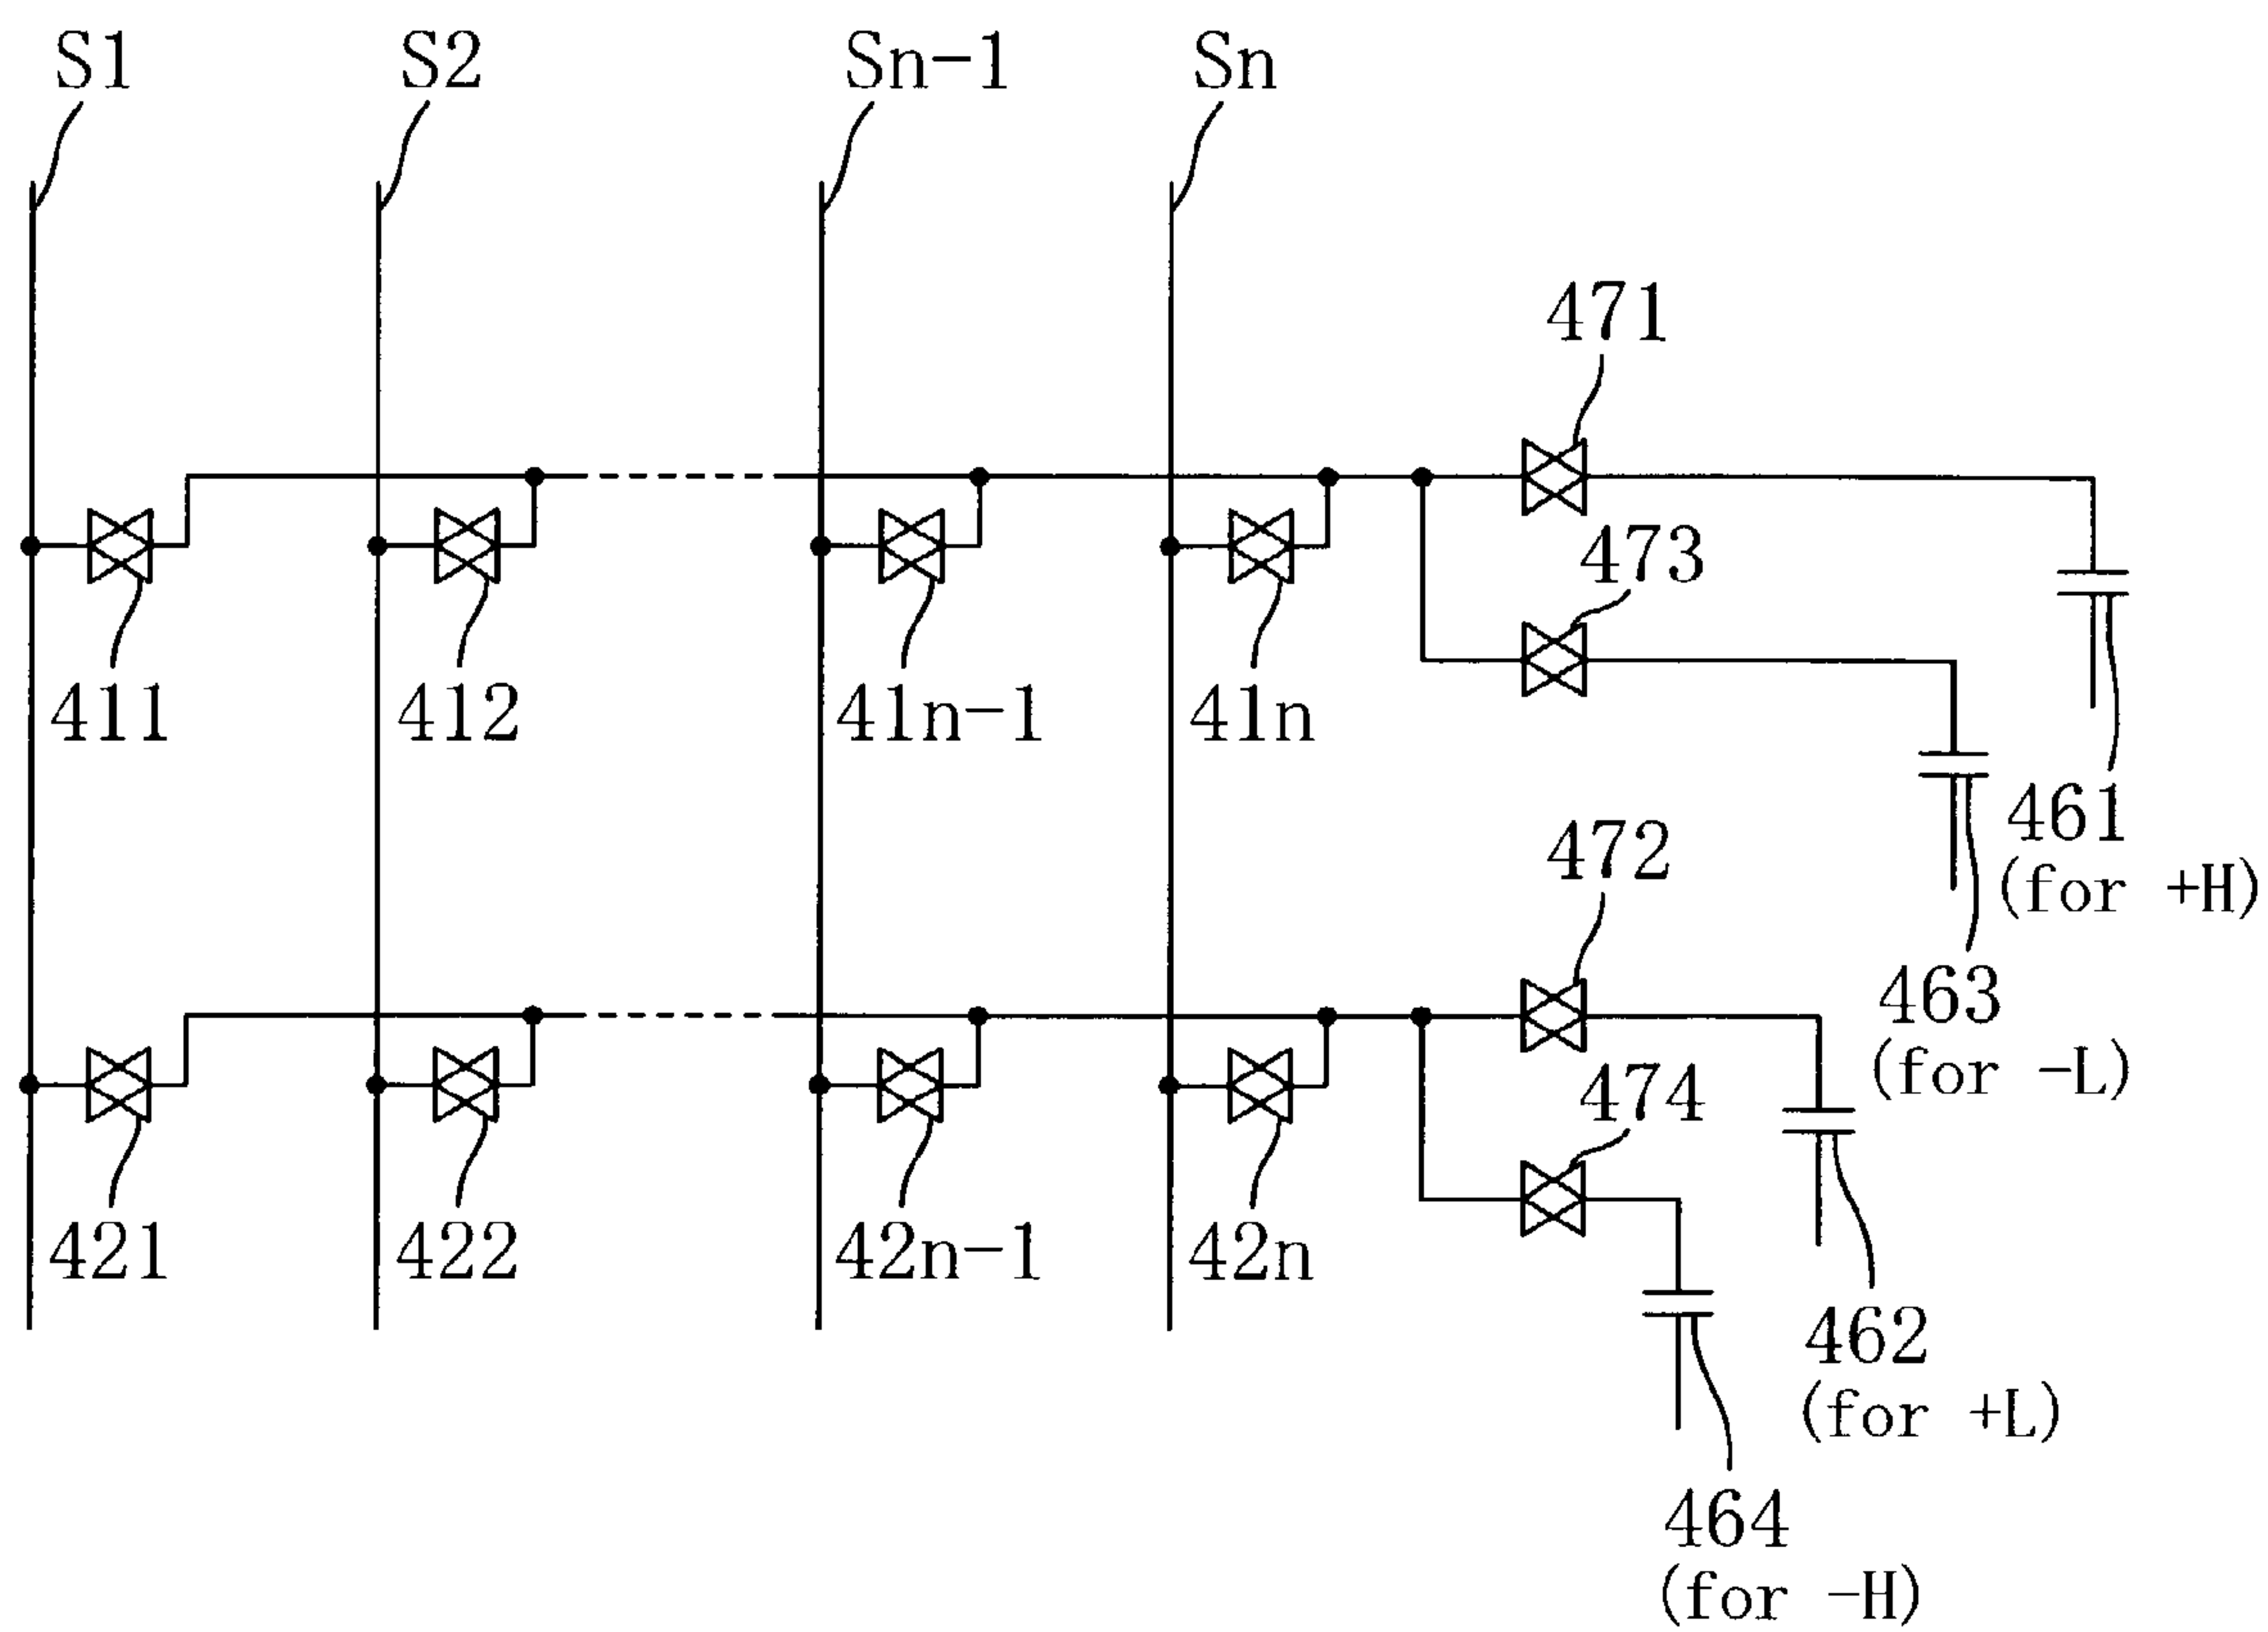 S1
S2
Sn-1
Sn
471
473
411
412
41n-1
41n
461
(for +H)
472
463
(for -L)
474
421
422
42n-1
42n
462
(for +L)
464
(for -H)